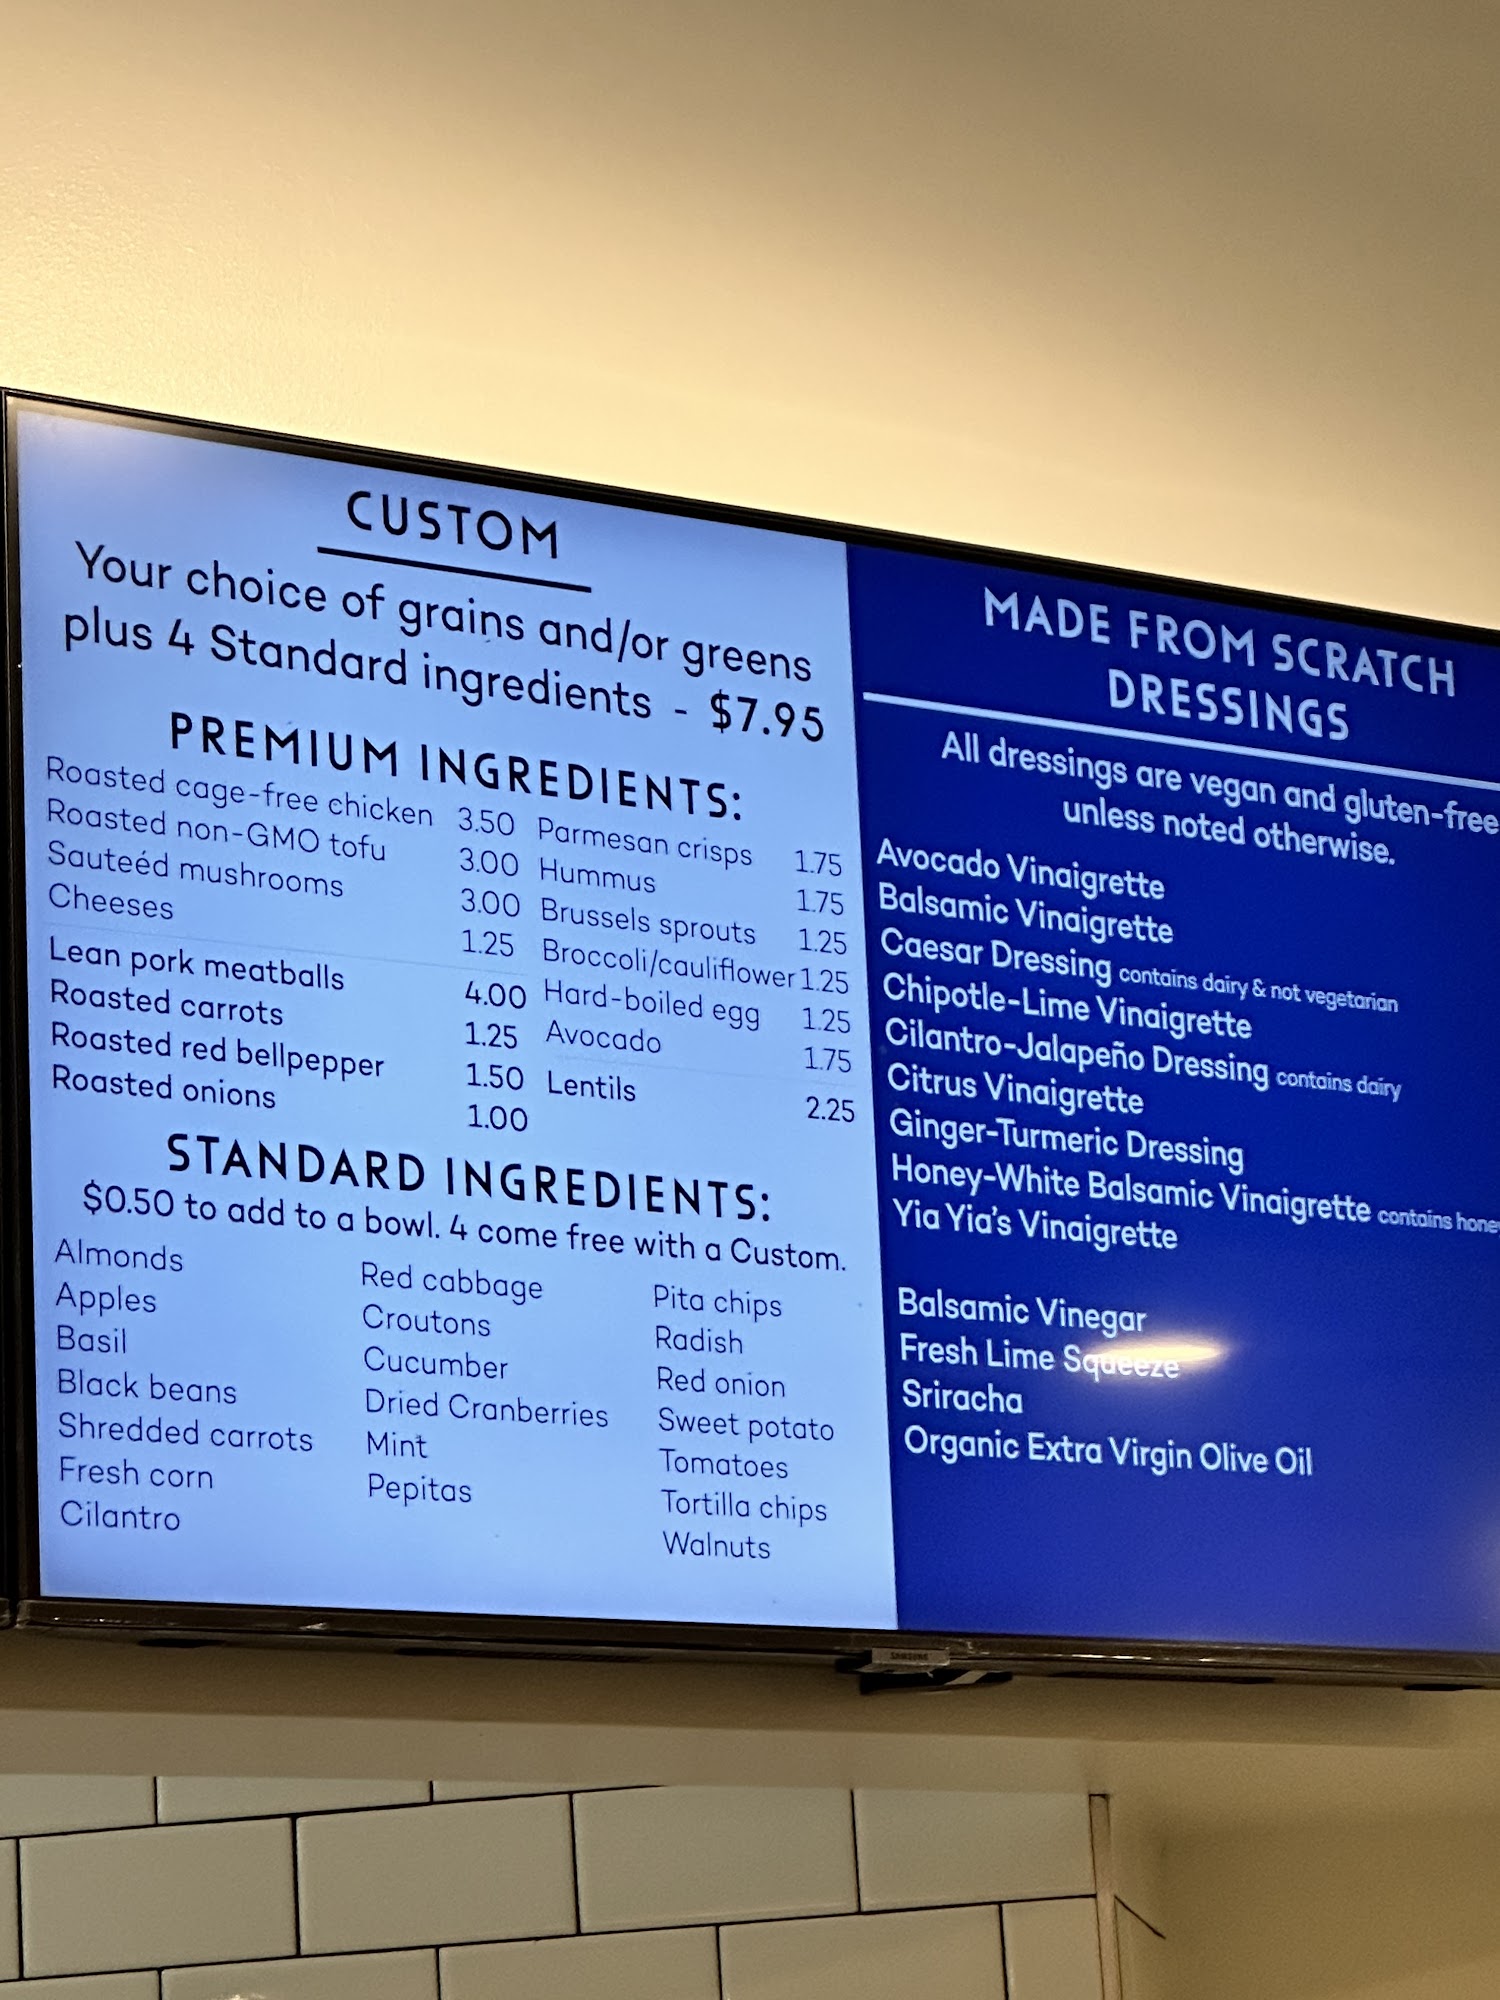 CUSTOM
Your choice of grains and/or greens
plus 4 Standard ingredients - $7.95
PREMIUM INGREDIENTS:
Roasted cage-free chicken 3.50
Roasted non-GMO tofu 3.00
Sauteéd mushrooms 3.00
Cheeses 1.25
Lean pork meatballs 4.00
Roasted carrots 1.25
Roasted red bellpepper 1.50
Roasted onions 1.00
Parmesan crisps 1.75
Hummus 1.75
Brussels sprouts 1.25
Broccoli/cauliflower 1.25
Hard-boiled egg 1.25
Avocado 1.75
Lentils 2.25
STANDARD INGREDIENTS:
$0.50 to add to a bowl. 4 come free with a Custom.
Almonds
Apples
Basil
Black beans
Shredded carrots
Fresh corn
Cilantro
Red cabbage
Croutons
Cucumber
Dried Cranberries
Mint
Pepitas
Pita chips
Radish
Red onion
Sweet potato
Tomatoes
Tortilla chips
Walnuts
MADE FROM SCRATCH
DRESSINGS
All dressings are vegan and gluten-free
unless noted otherwise.
Avocado Vinaigrette
Balsamic Vinaigrette
Caesar Dressing contains dairy & not vegetarian
Chipotle-Lime Vinaigrette
Cilantro-Jalapeño Dressing contains dairy
Citrus Vinaigrette
Ginger-Turmeric Dressing
Honey-White Balsamic Vinaigrette contains honey
Yia Yia's Vinaigrette
Balsamic Vinegar
Fresh Lime Squeeze
Sriracha
Organic Extra Virgin Olive Oil
SAMSUNG